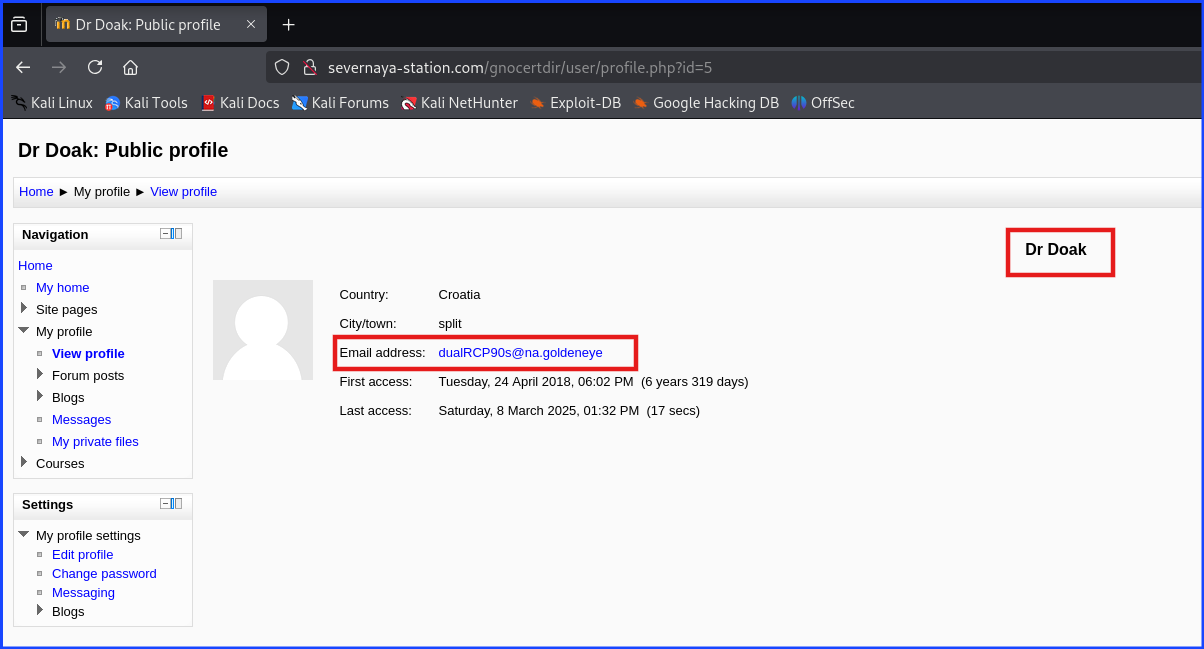 Dr Doak: Public profile
severnaya-station.com/gnocertdir/user/profile.php?id=5
Kali Linux Kali Tools Kali Docs Kali Forums Kali NetHunter Exploit-DB Google Hacking DB OffSec
Dr Doak: Public profile
Home ► My profile ► View profile
Navigation
Home
My home
Site pages
My profile
View profile
Forum posts
Blogs
Messages
My private files
Courses
Settings
My profile settings
Edit profile
Change password
Messaging
Blogs
Dr Doak
Country: Croatia
City/town: split
Email address: dualRCP90s@na.goldeneye
First access: Tuesday, 24 April 2018, 06:02 PM (6 years 319 days)
Last access: Saturday, 8 March 2025, 01:32 PM (17 secs)